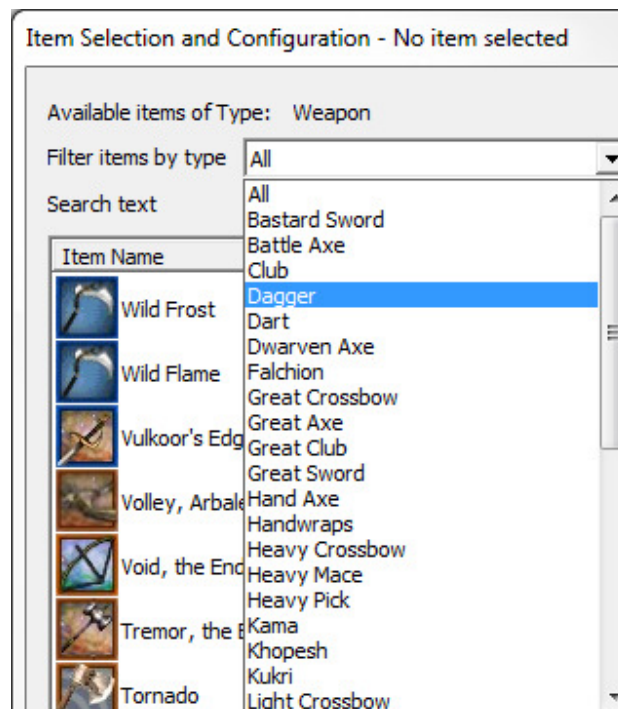 Item Selection and Configuration - No item selected
Available items of Type: Weapon
Filter items by type All
Search text
Item Name
Wild Frost
Wild Flame
Vulkoor's Edg
Volley, Arbale
Void, the End
Tremor, the E
Tornado
All
Bastard Sword
Battle Axe
Club
Dagger
Dart
Dwarven Axe
Falchion
Great Crossbow
Great Axe
Great Club
Great Sword
Hand Axe
Handwraps
Heavy Crossbow
Heavy Mace
Heavy Pick
Kama
Khopesh
Kukri
Light Crossbow